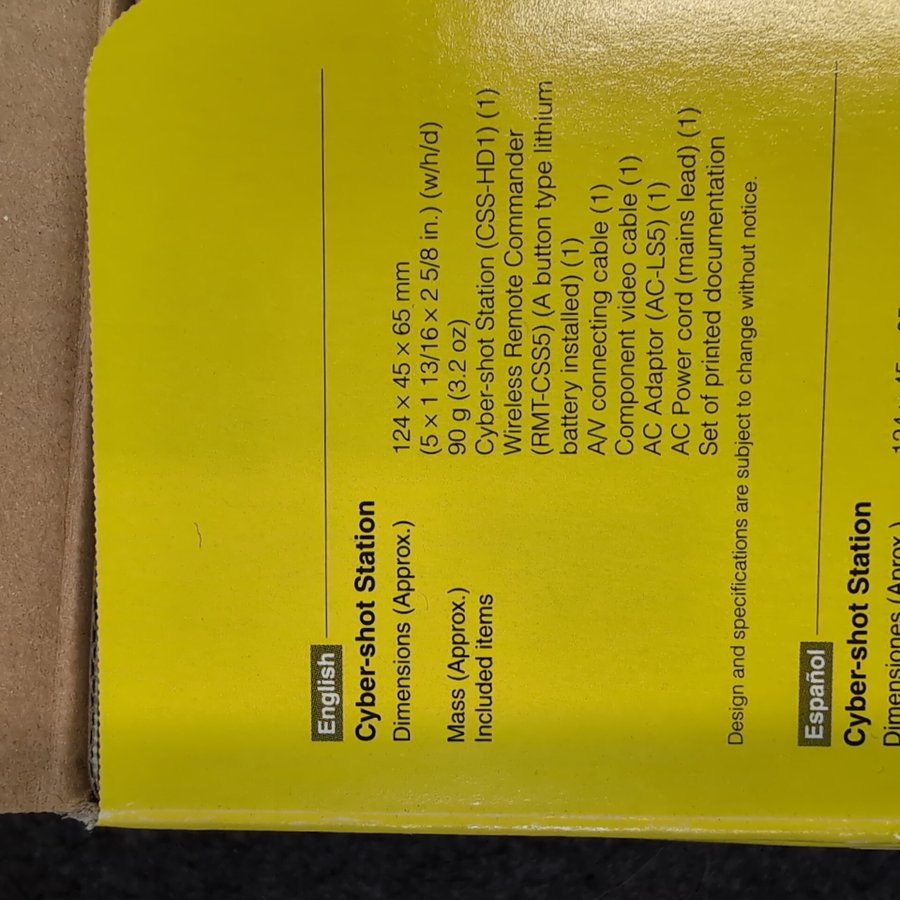 English
Cyber-shot Station
Dimensions (Approx.) 124 × 45 × 65 mm
(5 × 1 13/16 × 2 5/8 in.) (w/h/d)
Mass (Approx.) 90 g (3.2 oz)
Included items Cyber-shot Station (CSS-HD1) (1)
Wireless Remote Commander
(RMT-CSS5) (A button type lithium
battery installed) (1)
A/V connecting cable (1)
Component video cable (1)
AC Adaptor (AC-LS5) (1)
AC Power cord (mains lead) (1)
Set of printed documentation
Design and specifications are subject to change without notice.
Español
Cyber-shot Station
Dimensiones (Aprox.)